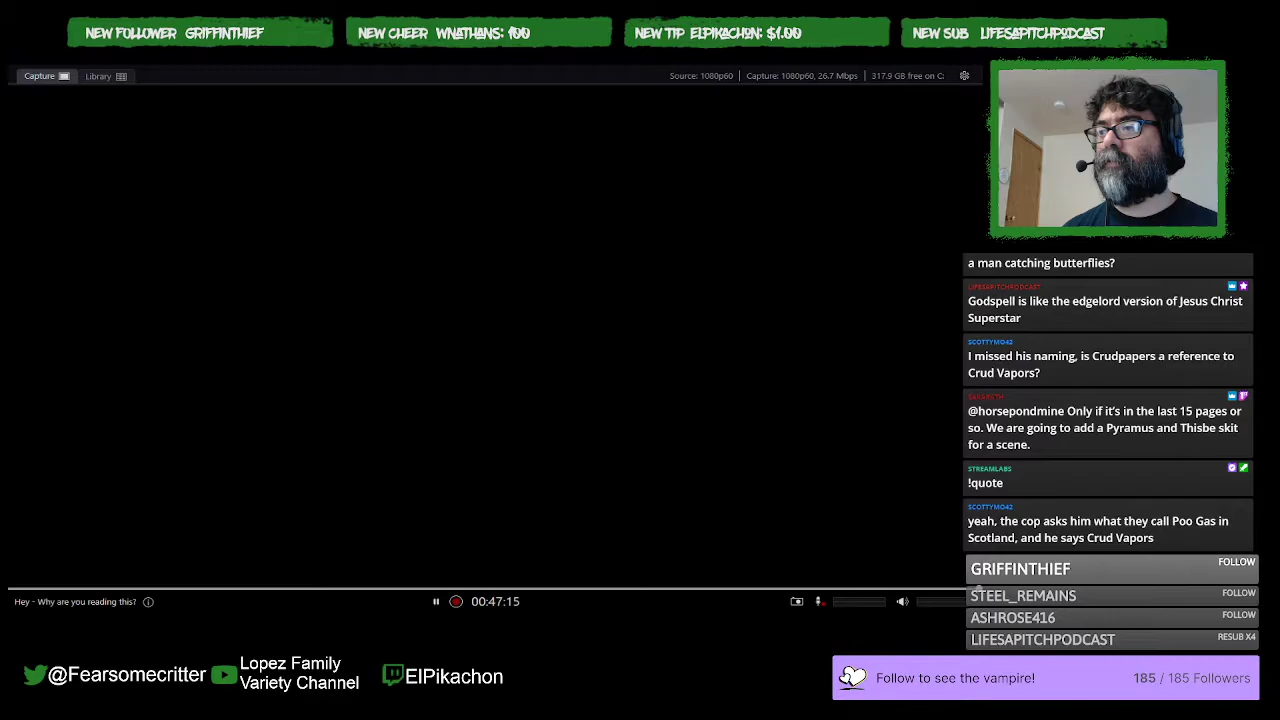 NEW FOLLOWER GRIFFINTHIEF
NEW CHEER WNATHANS: 100
NEW TIP ELPIKACHON: $1.00
NEW SUB LIFESAPITCHPODCAST
Capture
Library
Source: 1080p60
Capture: 1080p60, 26.7 Mbps
317.9 GB free on C:
a man catching butterflies?
LIFESAPITCHPODCAST
Godspell is like the edgelord version of Jesus Christ
Superstar
SCOTTYMO42
I missed his naming, is Crudpapers a reference to
Crud Vapors?
@horsepondmine Only if it's in the last 15 pages or
so. We are going to add a Pyramus and Thisbe skit
for a scene.
STREAMLABS
!quote
SCOTTYMO42
yeah, the cop asks him what they call Poo Gas in
Scotland, and he says Crud Vapors
GRIFFINTHIEF FOLLOW
STEEL_REMAINS FOLLOW
ASHROSE416 FOLLOW
LIFESAPITCHPODCAST RESUB X4
Hey - Why are you reading this?
00:47:15
@Fearsomecritter
Lopez Family
Variety Channel
ElPikachon
Follow to see the vampire!
185 / 185 Followers